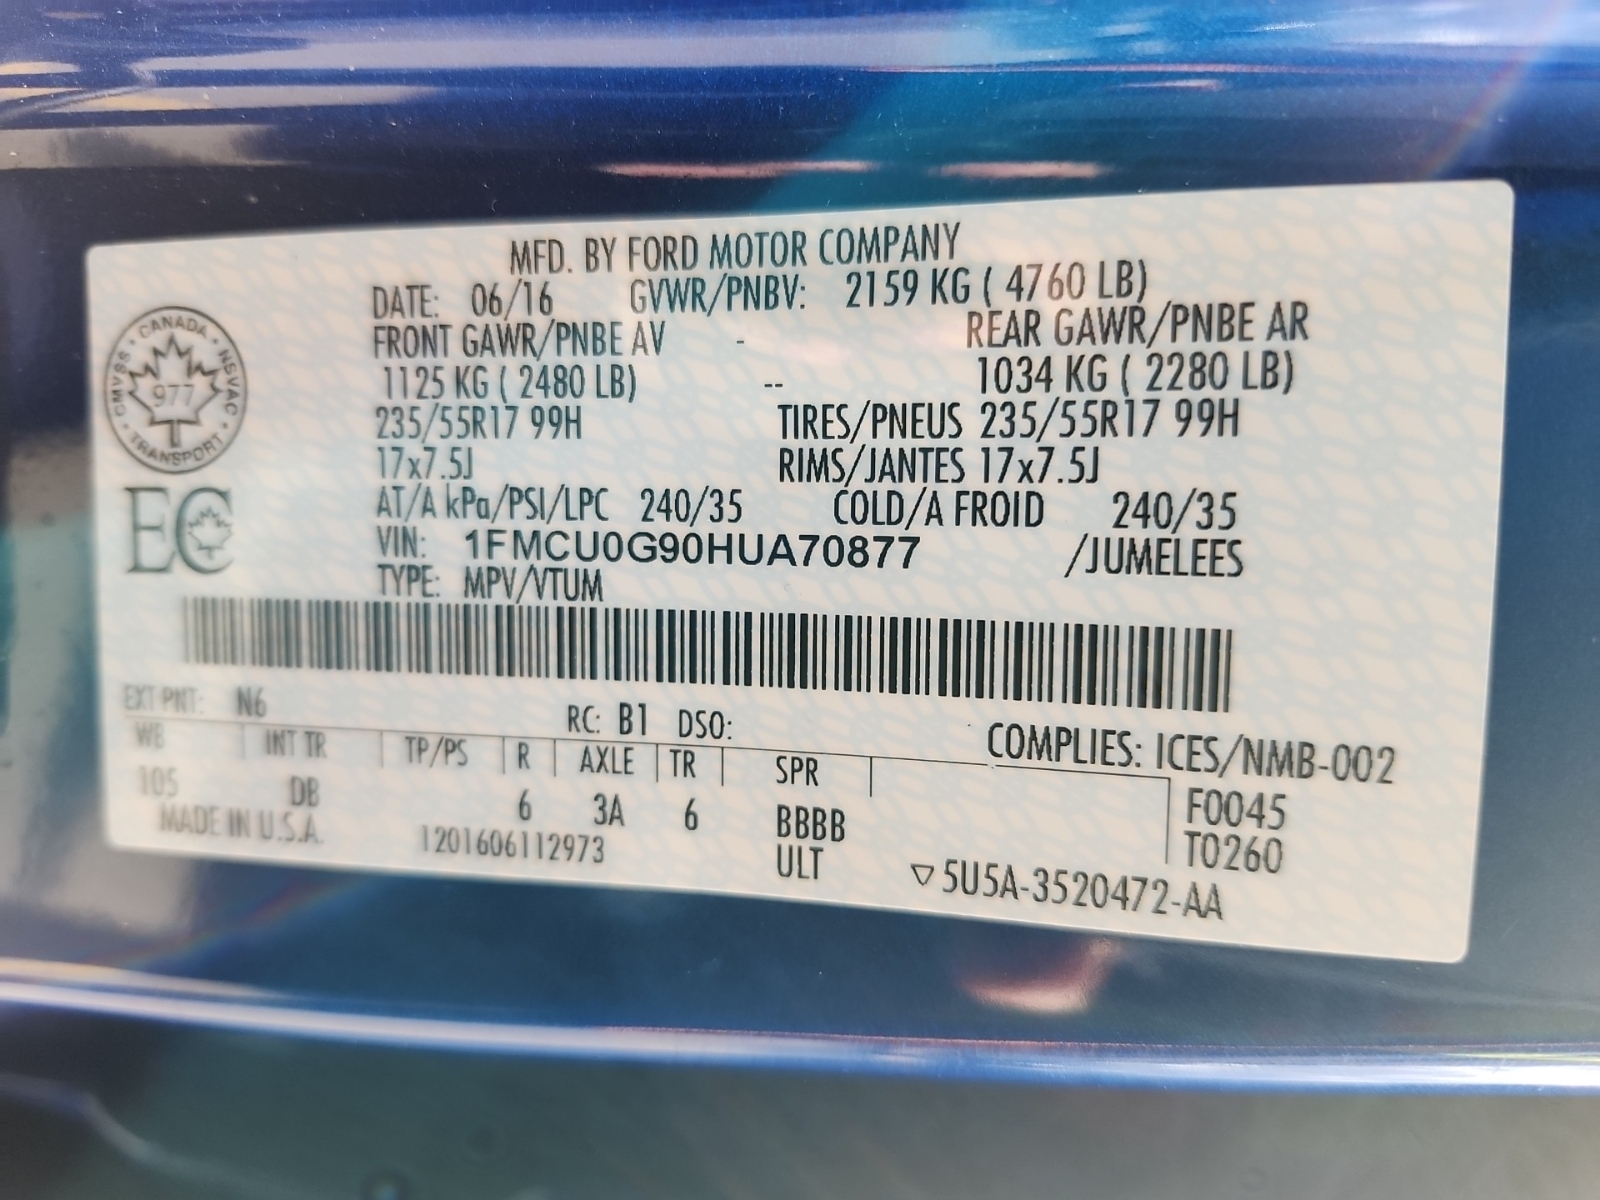 MFD. BY FORD MOTOR COMPANY
DATE: 06/16 GVWR/PNBV: 2159 KG ( 4760 LB)
FRONT GAWR/PNBE AV - REAR GAWR/PNBE AR
1125 KG ( 2480 LB) -- 1034 KG ( 2280 LB)
235/55R17 99H TIRES/PNEUS 235/55R17 99H
17x7.5J RIMS/JANTES 17x7.5J
AT/A kPa/PSI/LPC 240/35 COLD/A FROID 240/35
VIN: 1FMCU0G90HUA70877 /JUMELEES
TYPE: MPV/VTUM
CANADA
CMVSS 977 NSVAC
TRANSPORT
EC
EXT PNT: N6 RC: B1 DSO: COMPLIES: ICES/NMB-002
WB INT TR TP/PS R AXLE TR SPR F0045
105 DB 6 3A 6 BBBB T0260
MADE IN U.S.A. 1201606112973 ULT ▽5U5A-3520472-AA